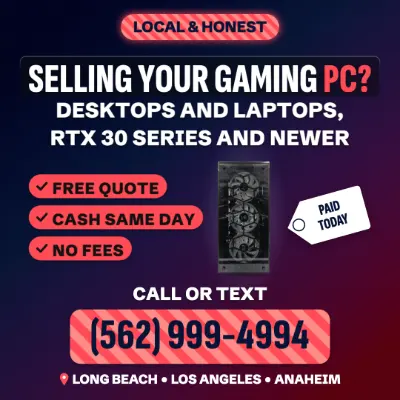 LOCAL & HONEST
SELLING YOUR GAMING PC?
DESKTOPS AND LAPTOPS,
RTX 30 SERIES AND NEWER
FREE QUOTE
CASH SAME DAY
NO FEES
PAID
TODAY
CALL OR TEXT
(562) 999-4994
LONG BEACH • LOS ANGELES • ANAHEIM